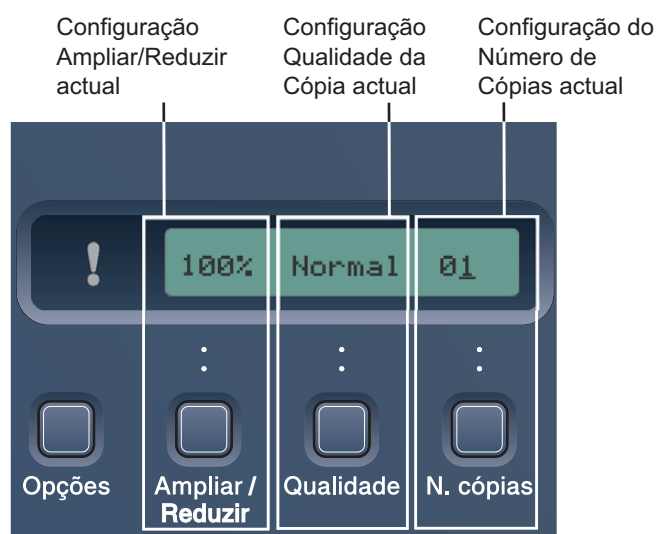 Configuração
Ampliar/Reduzir
actual
Configuração
Qualidade da
Cópia actual
Configuração do
Número de
Cópias actual
! 100% Normal 01
Opções
Ampliar /
Reduzir
Qualidade
N. cópias